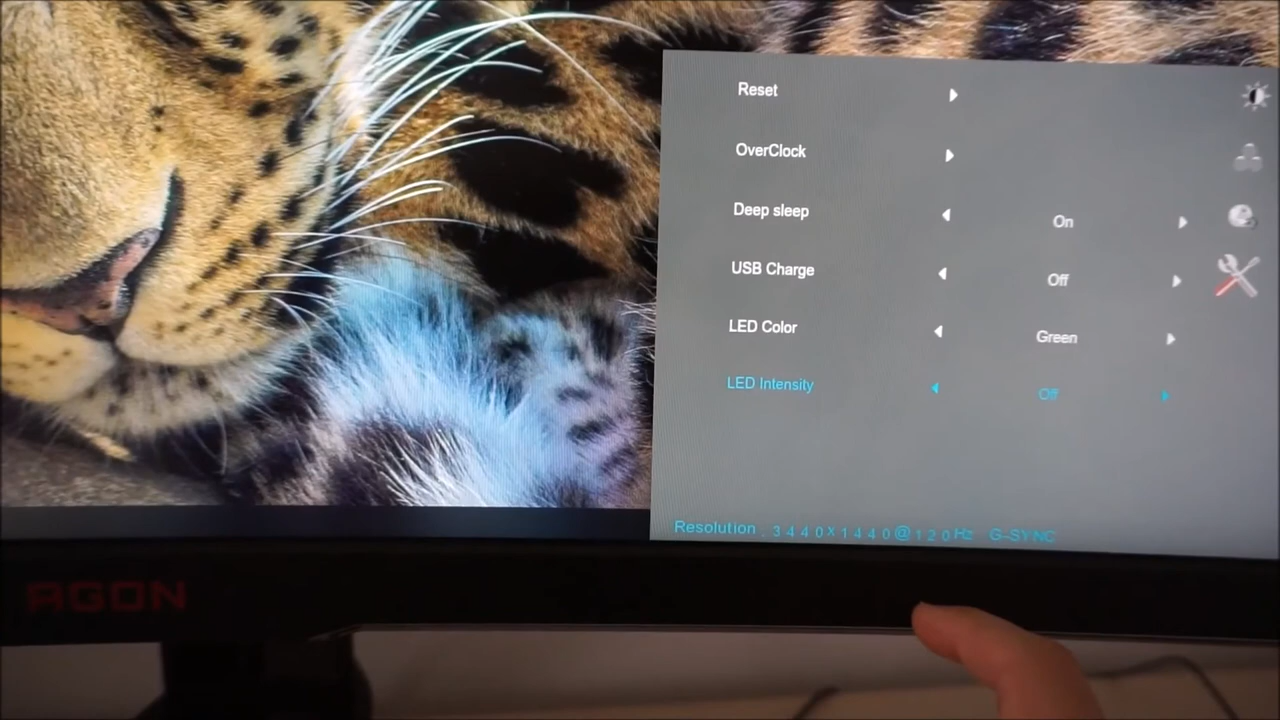 Reset
OverClock
Deep sleep On
USB Charge Off
LED Color Green
LED Intensity Off
Resolution : 3440x1440@120Hz G-SYNC
AGON